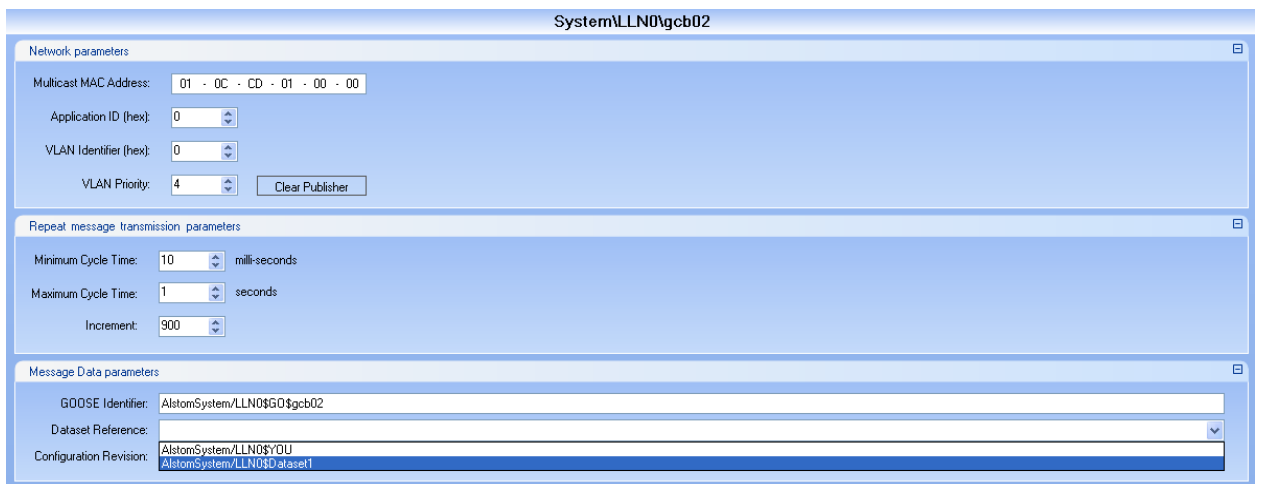 System\LLN0\gcb02
Network parameters
Multicast MAC Address: 01 - 0C - CD - 01 - 00 - 00
Application ID (hex): 0
VLAN Identifier (hex): 0
VLAN Priority: 4 Clear Publisher
Repeat message transmission parameters
Minimum Cycle Time: 10 milli-seconds
Maximum Cycle Time: 1 seconds
Increment: 900
Message Data parameters
GOOSE Identifier: AlstomSystem/LLN0$GO$gcb02
Dataset Reference:
AlstomSystem/LLN0$YOU
Configuration Revision: AlstomSystem/LLN0$Dataset1